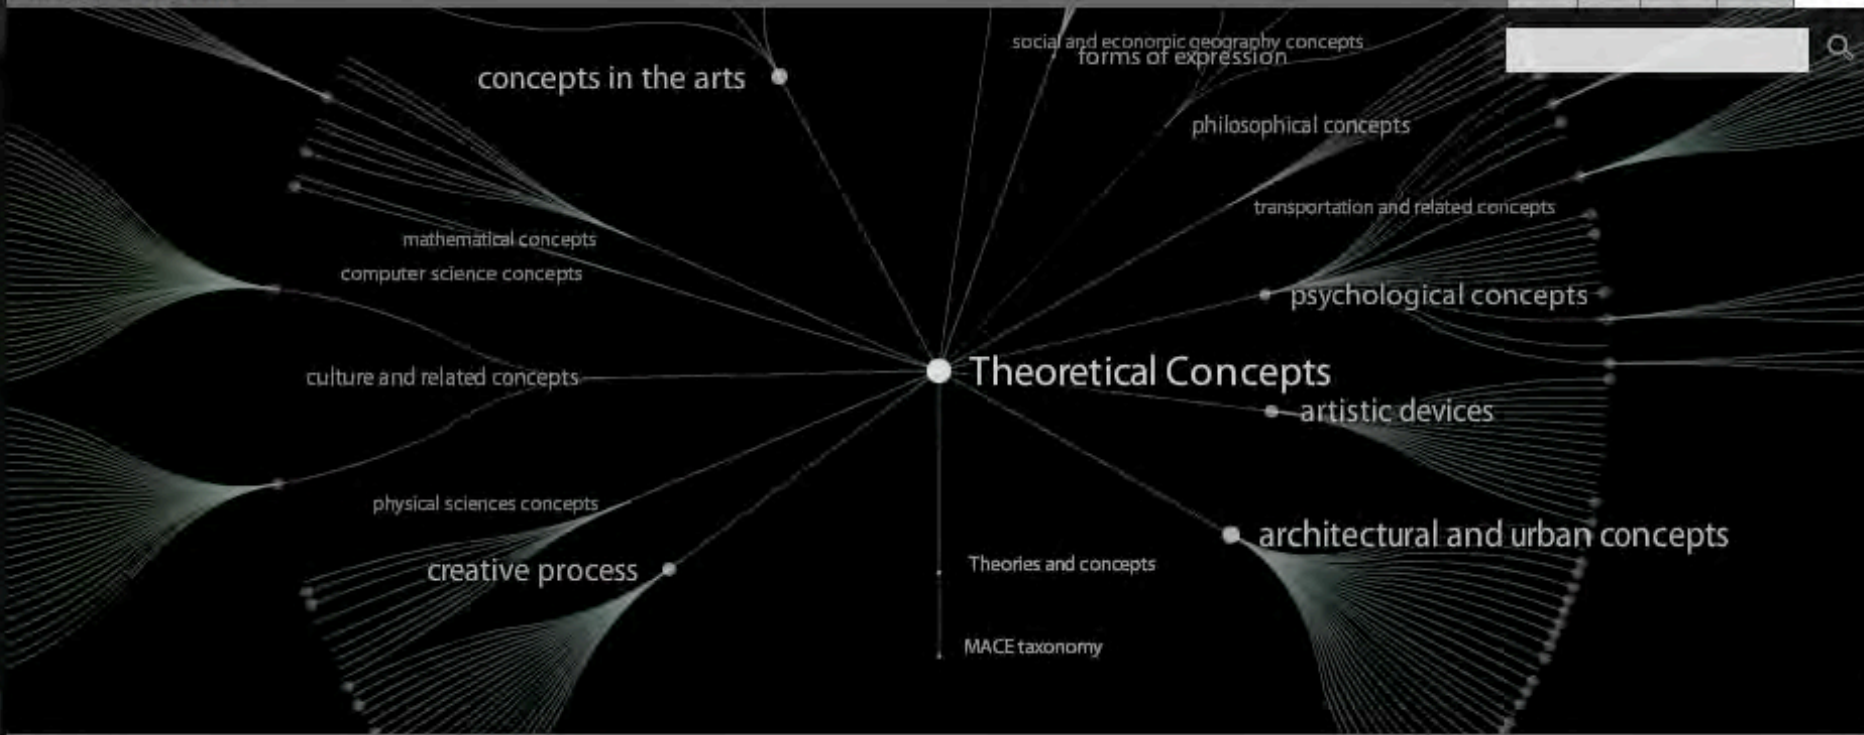 social and economic geography concepts
forms of expression
concepts in the arts
philosophical concepts
transportation and related concepts
mathematical concepts
computer science concepts
psychological concepts
culture and related concepts
Theoretical Concepts
artistic devices
physical sciences concepts
architectural and urban concepts
creative process
Theories and concepts
MACE taxonomy